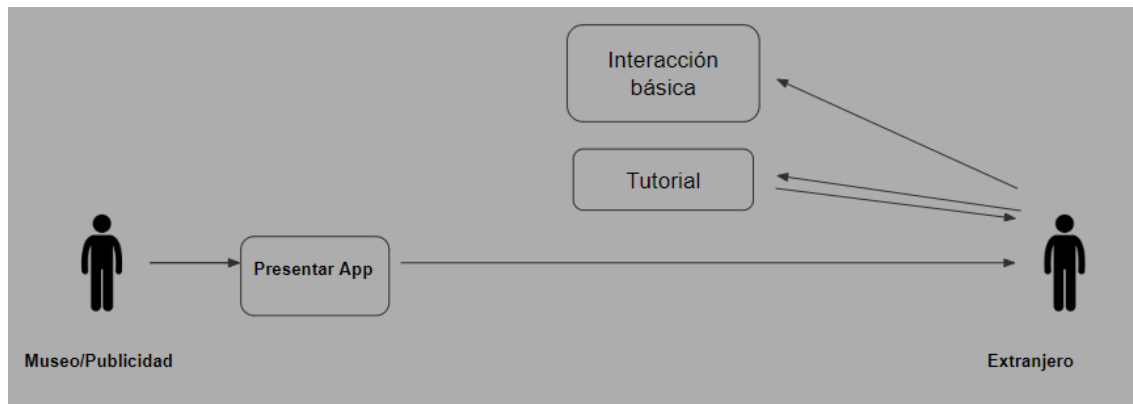 Interacción
básica
Tutorial
Presentar App
Museo/Publicidad
Extranjero